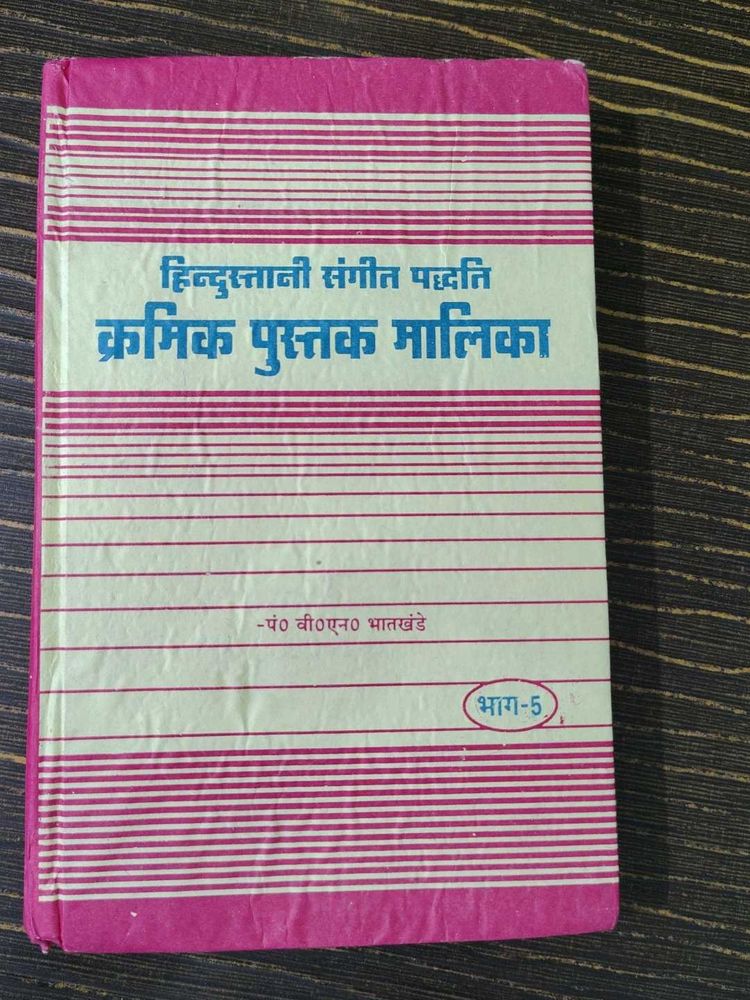 हिन्दुस्तानी संगीत पद्धति
क्रमिक पुस्तक मालिका
-पं० वी०एन० भातखंडे
भाग-5